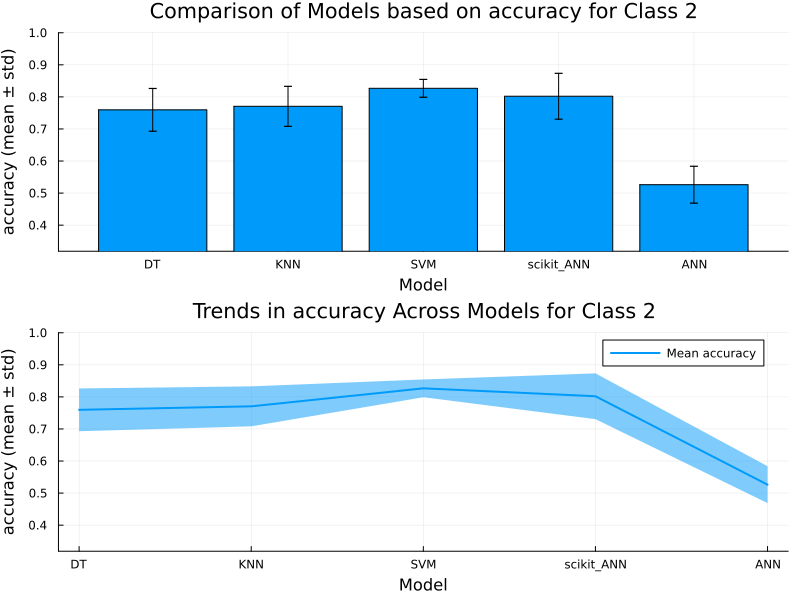 Comparison of Models based on accuracy for Class 2
accuracy (mean ± std)
1.0
0.9
0.8
0.7
0.6
0.5
0.4
DT KNN SVM scikit_ANN ANN
Model
Trends in accuracy Across Models for Class 2
accuracy (mean ± std)
1.0
0.9
0.8
0.7
0.6
0.5
0.4
Mean accuracy
DT KNN SVM scikit_ANN ANN
Model